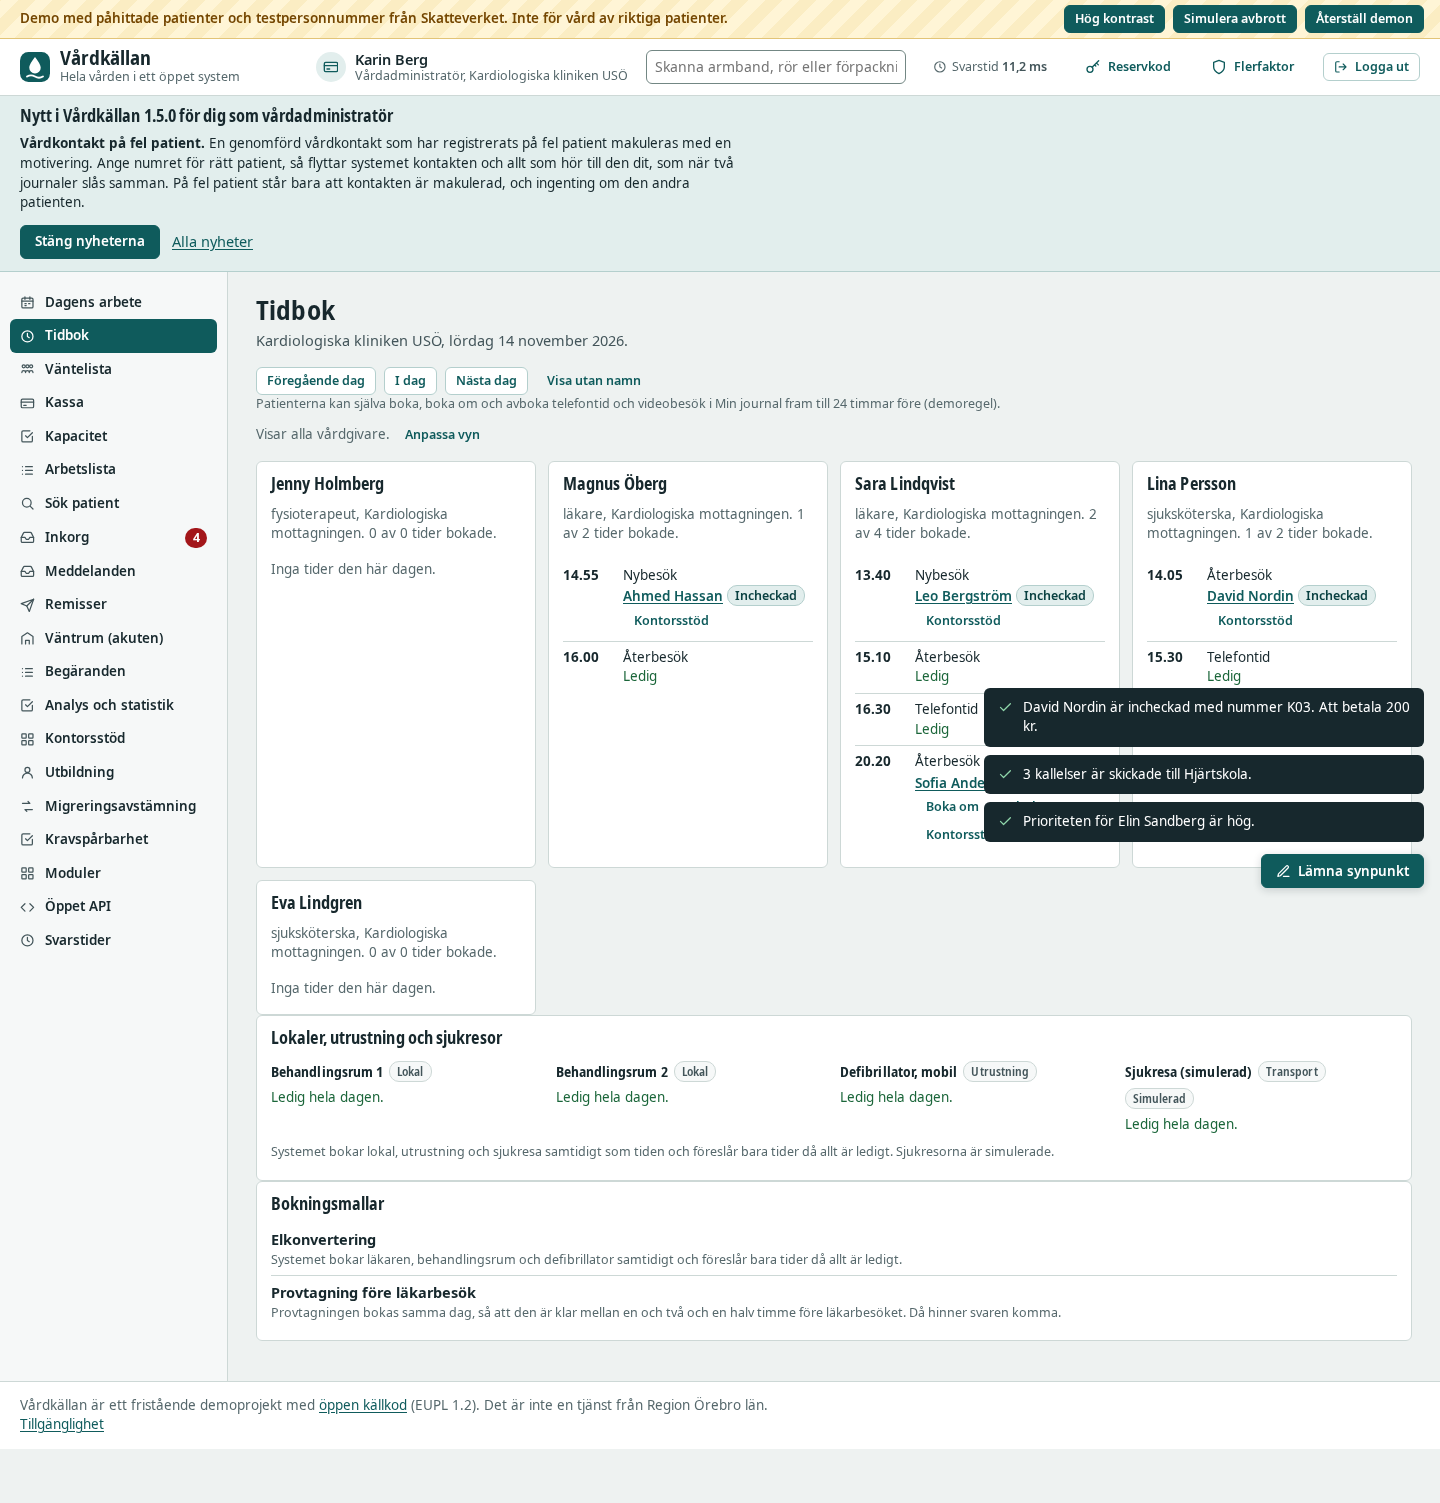 Demo med påhittade patienter och testpersonnummer från Skatteverket. Inte för vård av riktiga patienter.
Hög kontrast
Simulera avbrott
Återställ demon
Vårdkällan
Hela vården i ett öppet system
Karin Berg
Vårdadministratör, Kardiologiska kliniken USÖ
Skanna armband, rör eller förpackni
Svarstid 11,2 ms
Reservkod
Flerfaktor
Logga ut
Nytt i Vårdkällan 1.5.0 för dig som vårdadministratör
Vårdkontakt på fel patient. En genomförd vårdkontakt som har registrerats på fel patient makuleras med en
motivering. Ange numret för rätt patient, så flyttar systemet kontakten och allt som hör till den dit, som när två
journaler slås samman. På fel patient står bara att kontakten är makulerad, och ingenting om den andra
patienten.
Stäng nyheterna
Alla nyheter
Dagens arbete
Tidbok
Väntelista
Kassa
Kapacitet
Arbetslista
Sök patient
Inkorg
4
Meddelanden
Remisser
Väntrum (akuten)
Begäranden
Analys och statistik
Kontorsstöd
Utbildning
Migreringsavstämning
Kravspårbarhet
Moduler
Öppet API
Svarstider
Tidbok
Kardiologiska kliniken USÖ, lördag 14 november 2026.
Föregående dag
I dag
Nästa dag
Visa utan namn
Patienterna kan själva boka, boka om och avboka telefontid och videobesök i Min journal fram till 24 timmar före (demoregel).
Visar alla vårdgivare.
Anpassa vyn
Jenny Holmberg
fysioterapeut, Kardiologiska
mottagningen. 0 av 0 tider bokade.
Inga tider den här dagen.
Magnus Öberg
läkare, Kardiologiska mottagningen. 1
av 2 tider bokade.
14.55
Nybesök
Ahmed Hassan
Incheckad
Kontorsstöd
16.00
Återbesök
Ledig
Sara Lindqvist
läkare, Kardiologiska mottagningen. 2
av 4 tider bokade.
13.40
Nybesök
Leo Bergström
Incheckad
Kontorsstöd
15.10
Återbesök
Ledig
16.30
Telefontid
Ledig
20.20
Återbesök
Sofia Ande
Boka om
Kontorsst
Lina Persson
sjuksköterska, Kardiologiska
mottagningen. 1 av 2 tider bokade.
14.05
Återbesök
David Nordin
Incheckad
Kontorsstöd
15.30
Telefontid
Ledig
David Nordin är incheckad med nummer K03. Att betala 200
kr.
3 kallelser är skickade till Hjärtskola.
Prioriteten för Elin Sandberg är hög.
Lämna synpunkt
Eva Lindgren
sjuksköterska, Kardiologiska
mottagningen. 0 av 0 tider bokade.
Inga tider den här dagen.
Lokaler, utrustning och sjukresor
Behandlingsrum 1
Lokal
Ledig hela dagen.
Behandlingsrum 2
Lokal
Ledig hela dagen.
Defibrillator, mobil
Utrustning
Ledig hela dagen.
Sjukresa (simulerad)
Transport
Simulerad
Ledig hela dagen.
Systemet bokar lokal, utrustning och sjukresa samtidigt som tiden och föreslår bara tider då allt är ledigt. Sjukresorna är simulerade.
Bokningsmallar
Elkonvertering
Systemet bokar läkaren, behandlingsrum och defibrillator samtidigt och föreslår bara tider då allt är ledigt.
Provtagning före läkarbesök
Provtagningen bokas samma dag, så att den är klar mellan en och två och en halv timme före läkarbesöket. Då hinner svaren komma.
Vårdkällan är ett fristående demoprojekt med öppen källkod (EUPL 1.2). Det är inte en tjänst från Region Örebro län.
Tillgänglighet